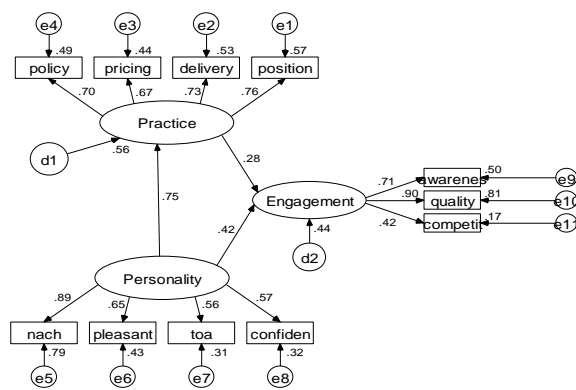 e4 e3 e2 e1
.49 .44 .53 .57
policy pricing delivery position
.70 .67 .73 .76
Practice
d1 .56
.28
.75
.71 awarenes .50 e9
Engagement .90 quality .81 e10
.42 .42 competit .17 e11
.44
d2
Personality
.89 .65 .56 .57
nach pleasant toa confiden
.79 .43 .31 .32
e5 e6 e7 e8